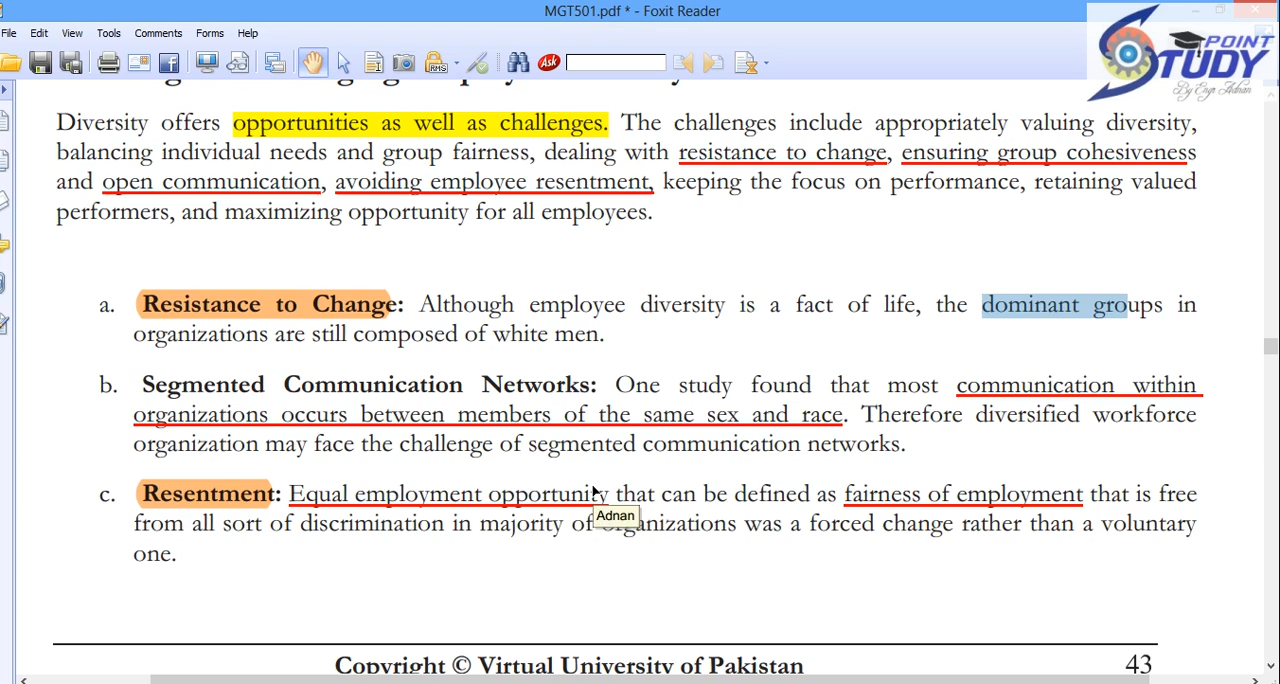 MGT501.pdf * - Foxit Reader
File Edit View Tools Comments Forms Help
POINT
STUDY
By Engr Adnan
RMS
Ask
Diversity offers opportunities as well as challenges. The challenges include appropriately valuing diversity,
balancing individual needs and group fairness, dealing with resistance to change, ensuring group cohesiveness
and open communication, avoiding employee resentment, keeping the focus on performance, retaining valued
performers, and maximizing opportunity for all employees.
a. Resistance to Change: Although employee diversity is a fact of life, the dominant groups in
organizations are still composed of white men.
b. Segmented Communication Networks: One study found that most communication within
organizations occurs between members of the same sex and race. Therefore diversified workforce
organization may face the challenge of segmented communication networks.
c. Resentment: Equal employment opportunity that can be defined as fairness of employment that is free
Adnan
from all sort of discrimination in majority of organizations was a forced change rather than a voluntary
one.
Copyright © Virtual University of Pakistan 43